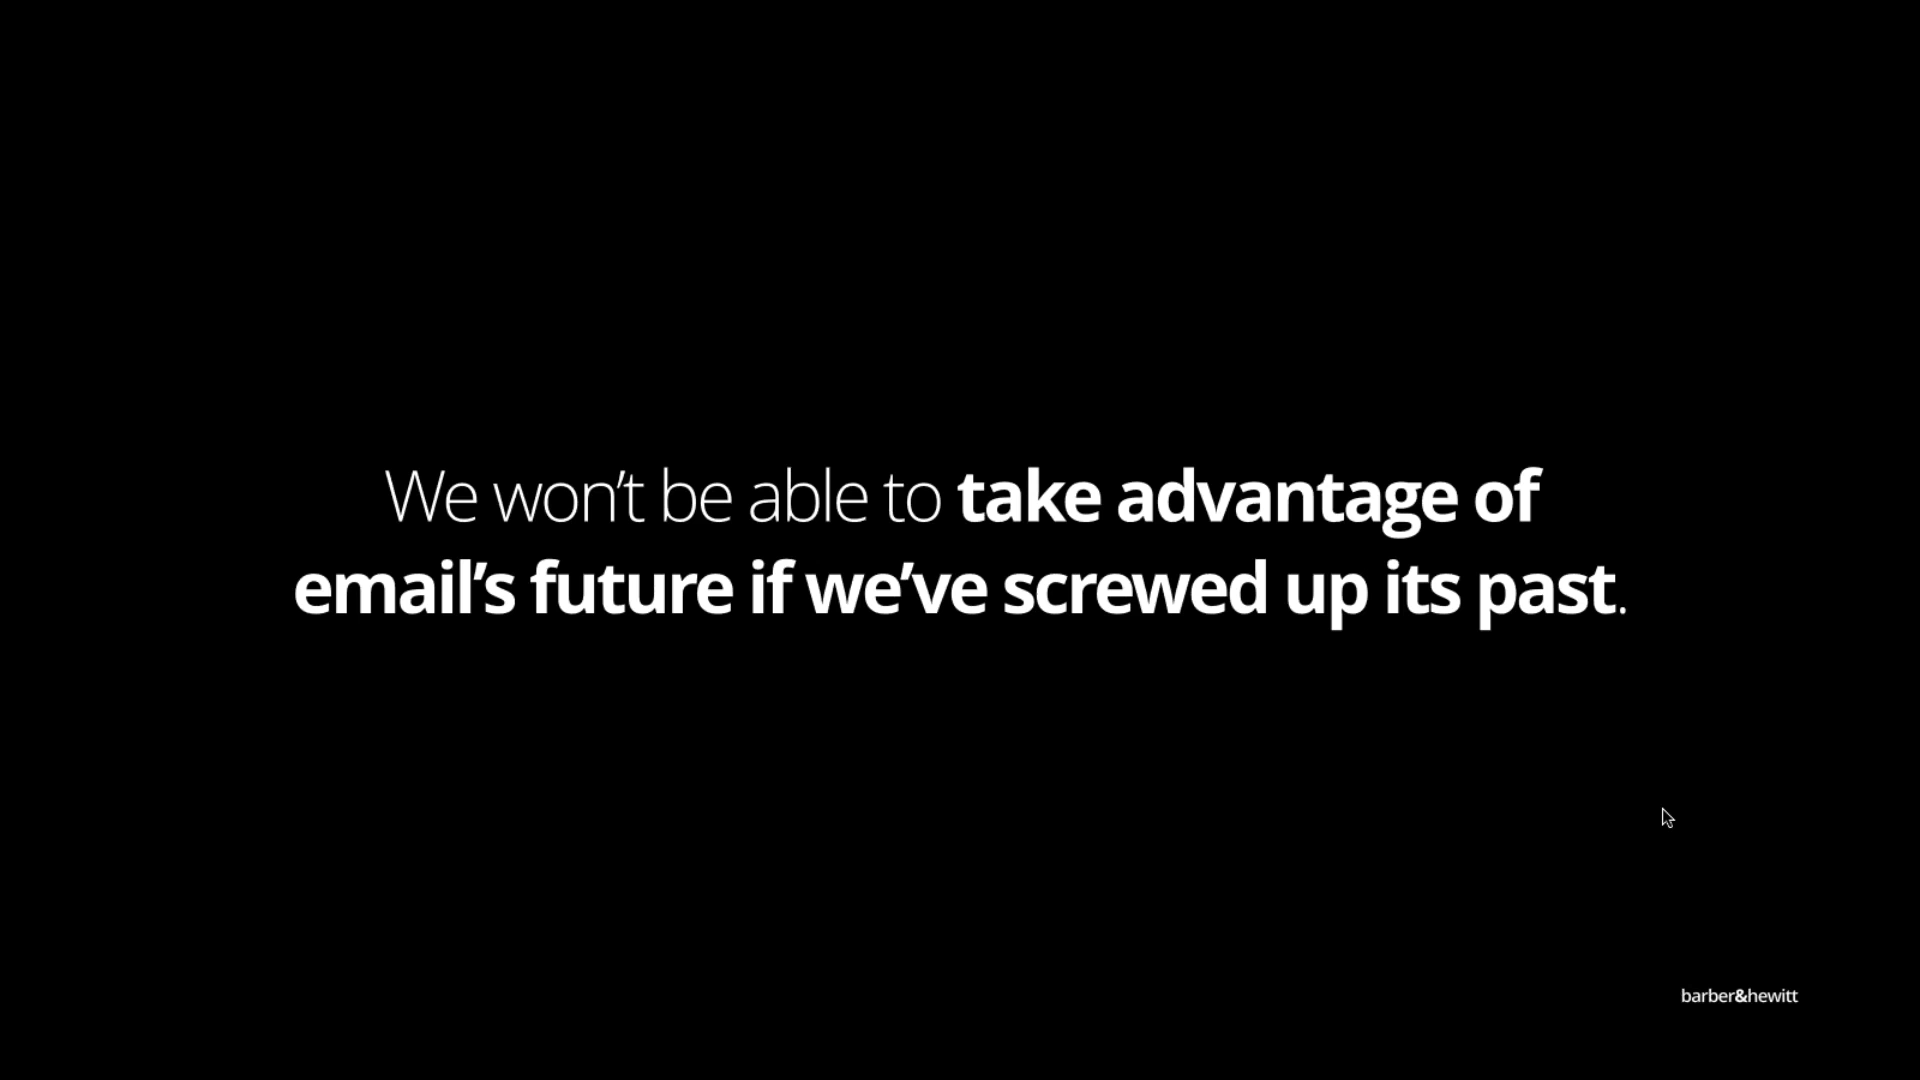 We won’t be able to take advantage of
email’s future if we’ve screwed up its past.
barber&hewitt